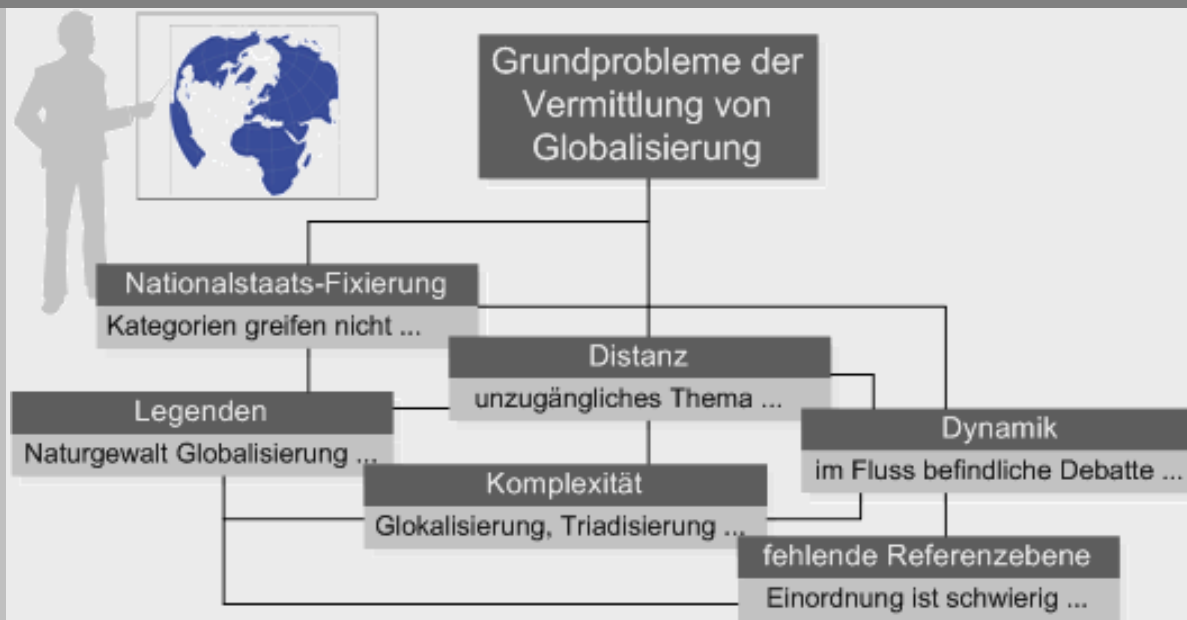 Grundprobleme der
Vermittlung von
Globalisierung
Nationalstaats-Fixierung
Kategorien greifen nicht ...
Distanz
unzugängliches Thema ...
Legenden
Naturgewalt Globalisierung ...
Dynamik
im Fluss befindliche Debatte ...
Komplexität
Glokalisierung, Triadisierung ...
fehlende Referenzebene
Einordnung ist schwierig ...